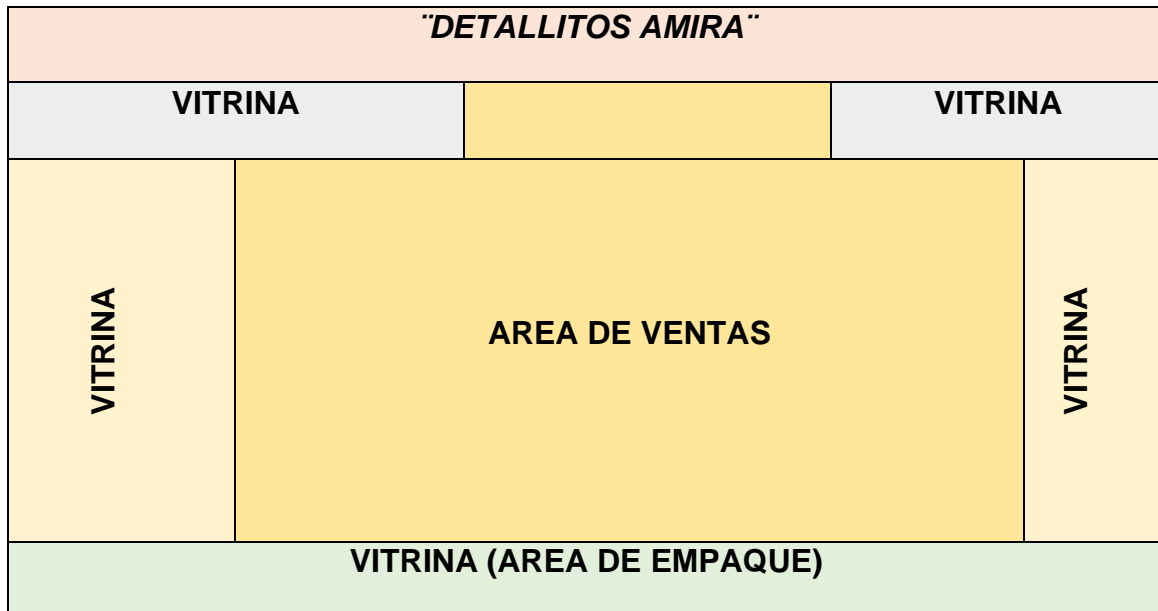 ¨DETALLITOS AMIRA¨
VITRINA
VITRINA
VITRINA
AREA DE VENTAS
VITRINA
VITRINA (AREA DE EMPAQUE)